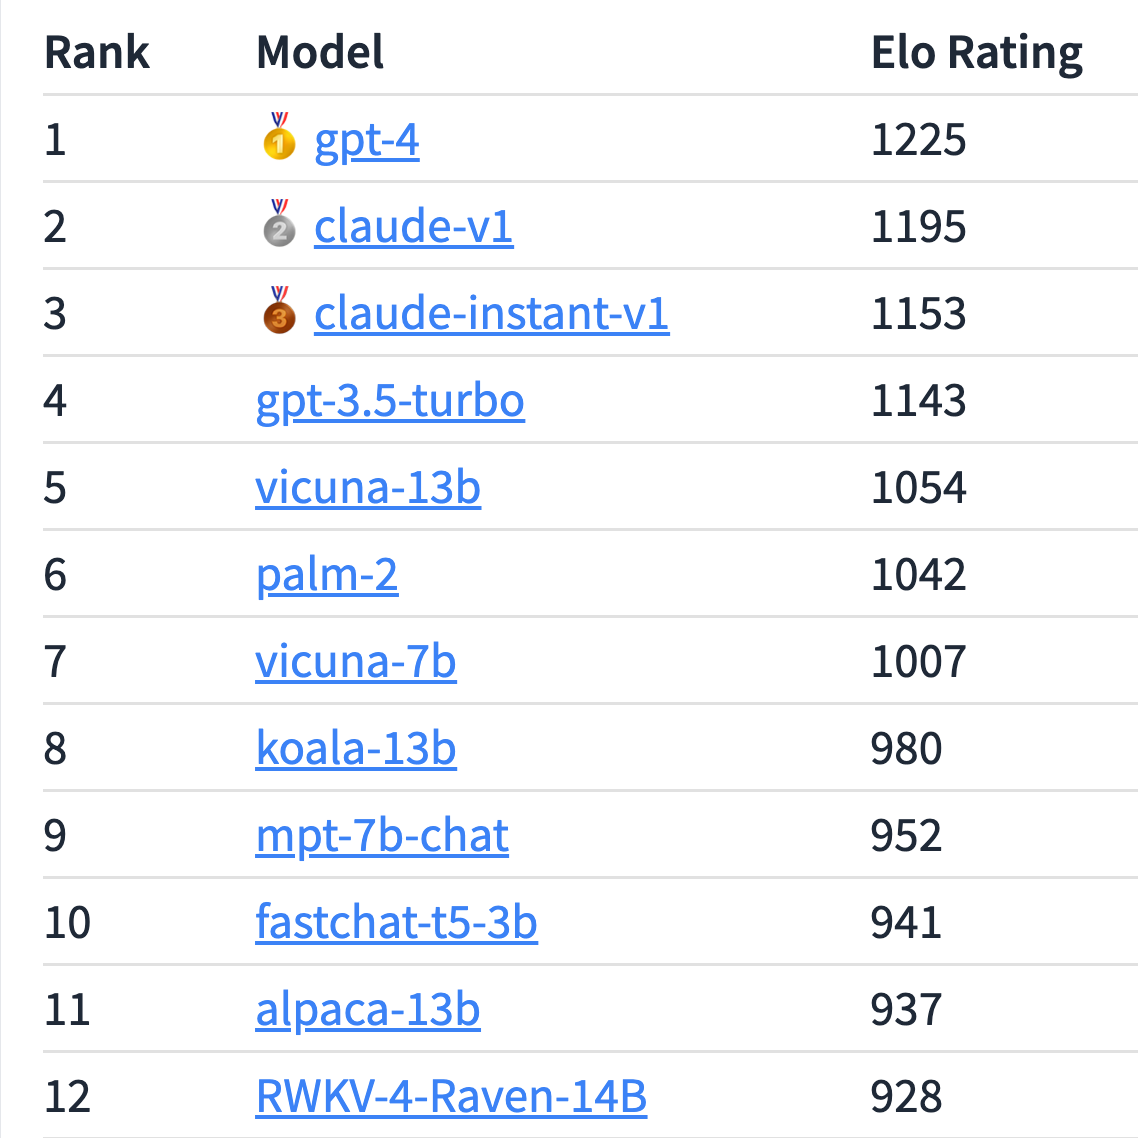 Rank Model Elo Rating
1 🥇 gpt-4 1225
2 🥈 claude-v1 1195
3 🥉 claude-instant-v1 1153
4 gpt-3.5-turbo 1143
5 vicuna-13b 1054
6 palm-2 1042
7 vicuna-7b 1007
8 koala-13b 980
9 mpt-7b-chat 952
10 fastchat-t5-3b 941
11 alpaca-13b 937
12 RWKV-4-Raven-14B 928